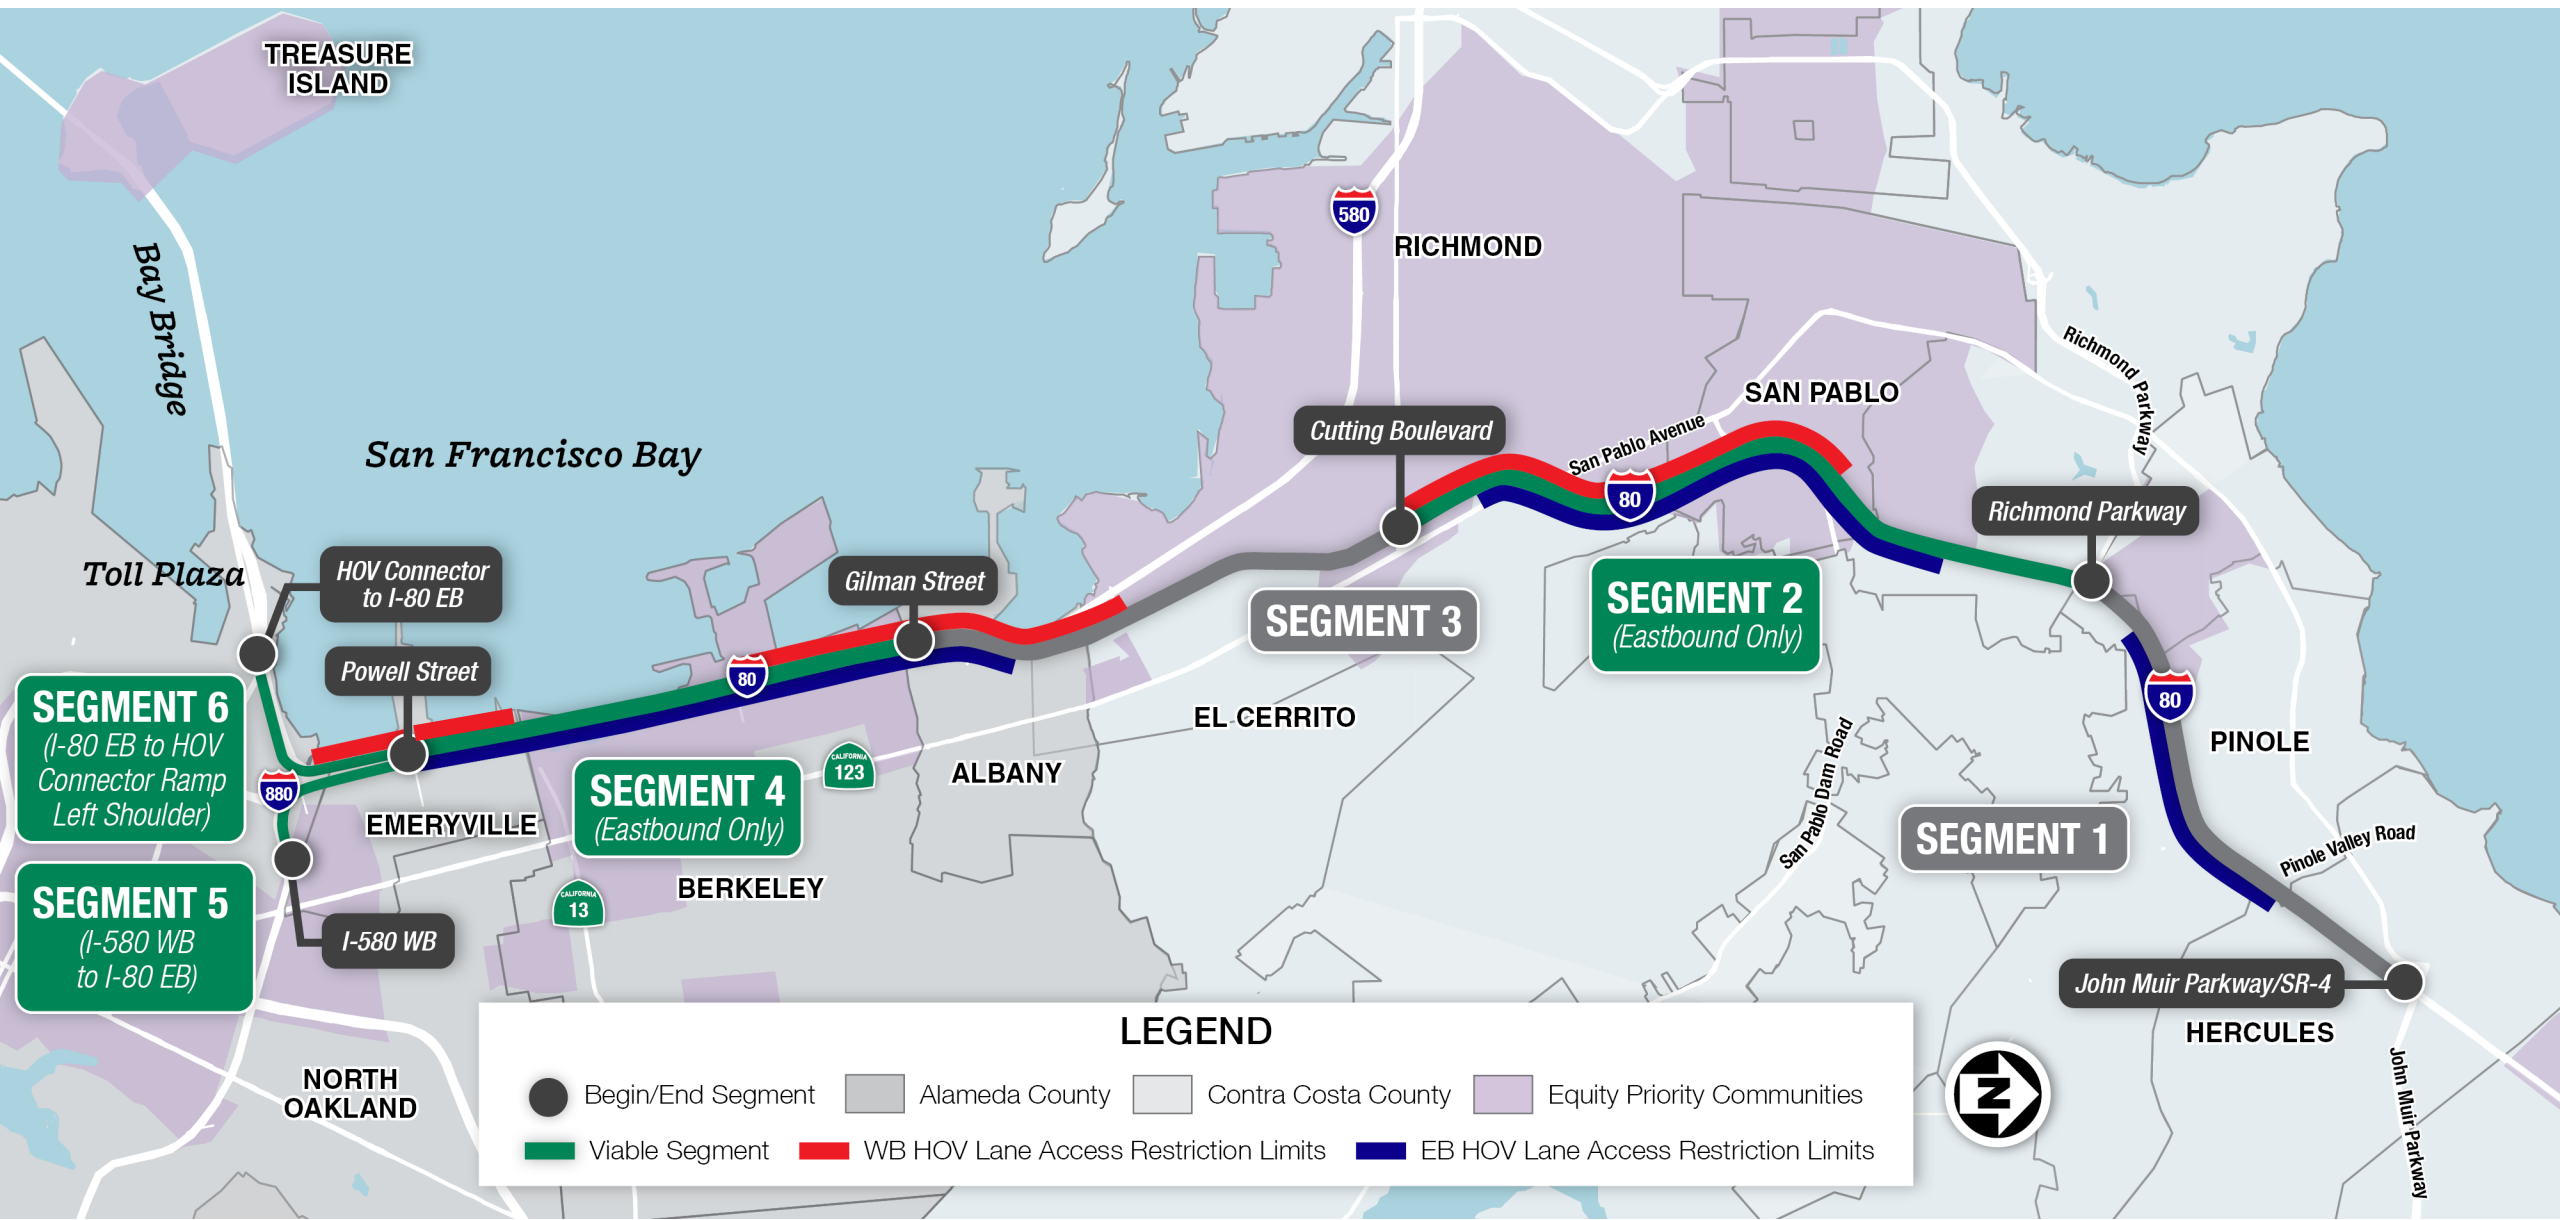 TREASURE
ISLAND
Bay Bridge
San Francisco Bay
Toll Plaza
580
RICHMOND
Cutting Boulevard
San Pablo Avenue
SAN PABLO
80
Richmond Parkway
Richmond Parkway
HOV Connector
to I-80 EB
Powell Street
Gilman Street
80
SEGMENT 3
SEGMENT 2
(Eastbound Only)
80
PINOLE
SEGMENT 6
(I-80 EB to HOV
Connector Ramp
Left Shoulder)
880
EMERYVILLE
SEGMENT 4
(Eastbound Only)
CALIFORNIA
123
ALBANY
EL CERRITO
San Pablo Dam Road
SEGMENT 1
Pinole Valley Road
SEGMENT 5
(I-580 WB
to I-80 EB)
I-580 WB
CALIFORNIA
13
BERKELEY
John Muir Parkway/SR-4
HERCULES
John Muir Parkway
NORTH
OAKLAND
N
LEGEND
Begin/End Segment
Alameda County
Contra Costa County
Equity Priority Communities
Viable Segment
WB HOV Lane Access Restriction Limits
EB HOV Lane Access Restriction Limits